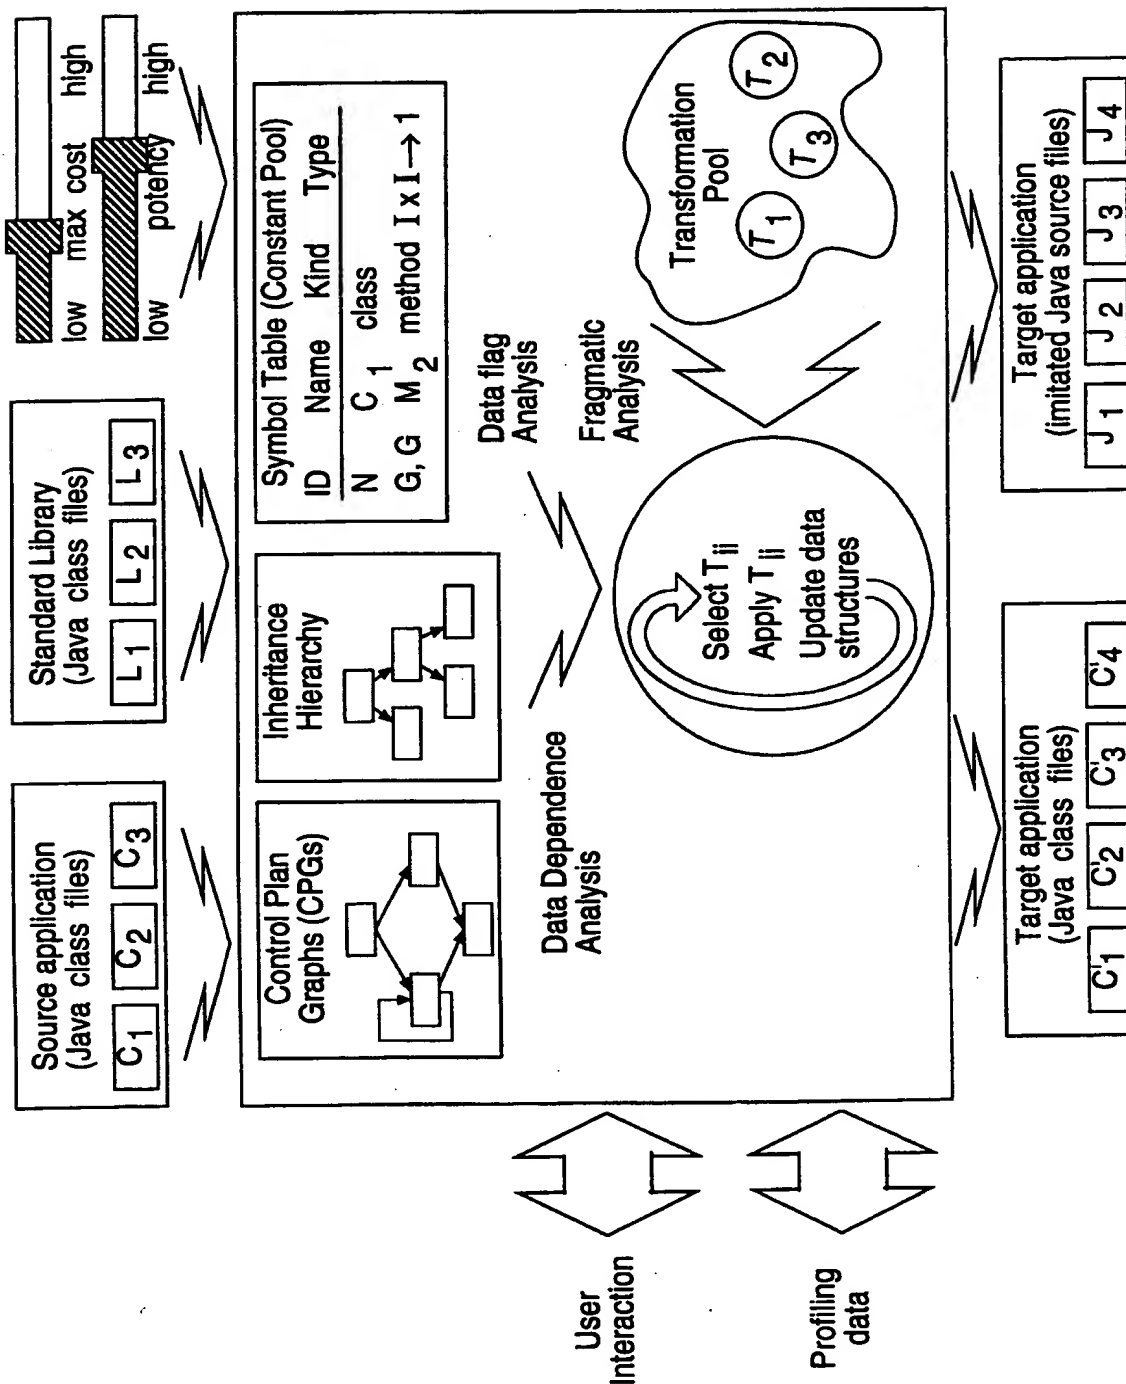 Source application
(Java class files)
C1 C2 C3
Standard Library
(Java class files)
L1 L2 L3
low max cost high
low potency high
Control Plan
Graphs (CPGs)
Inheritance
Hierarchy
Symbol Table (Constant Pool)
ID Name Kind Type
N C1 class
G, G M2 method I x I→1
Data Dependence
Analysis
Data flag
Analysis
Fragmatic
Analysis
User
Interaction
Profiling
data
Select Tii
Apply Tii
Update data
structures
Transformation
Pool
T1 T3 T2
Target application
(Java class files)
C'1 C'2 C'3 C'4
Target application
(imitated Java source files)
J1 J2 J3 J4